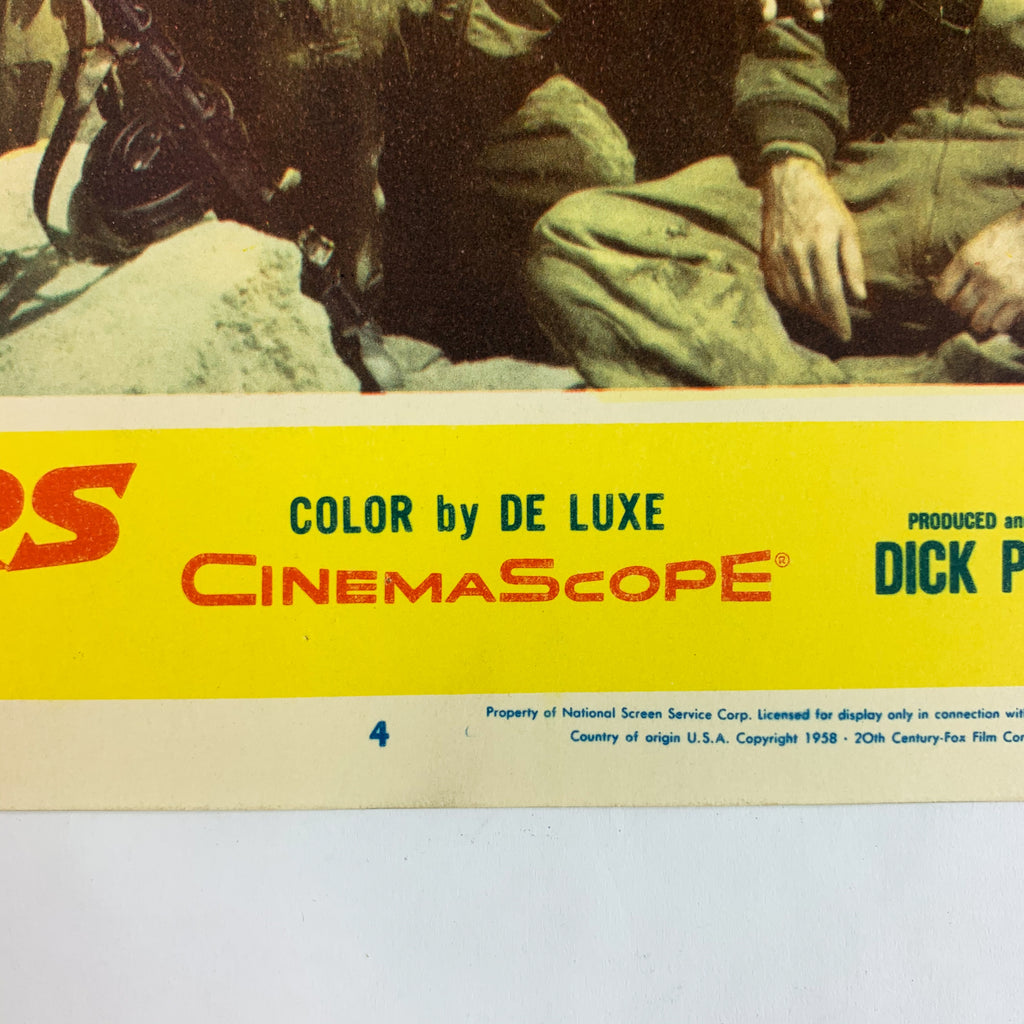 RS
COLOR by DE LUXE
CINEMASCOPE®
PRODUCED an
DICK P
4
Property of National Screen Service Corp. Licensed for display only in connection wit
Country of origin U.S.A. Copyright 1958 · 20th Century-Fox Film Cor